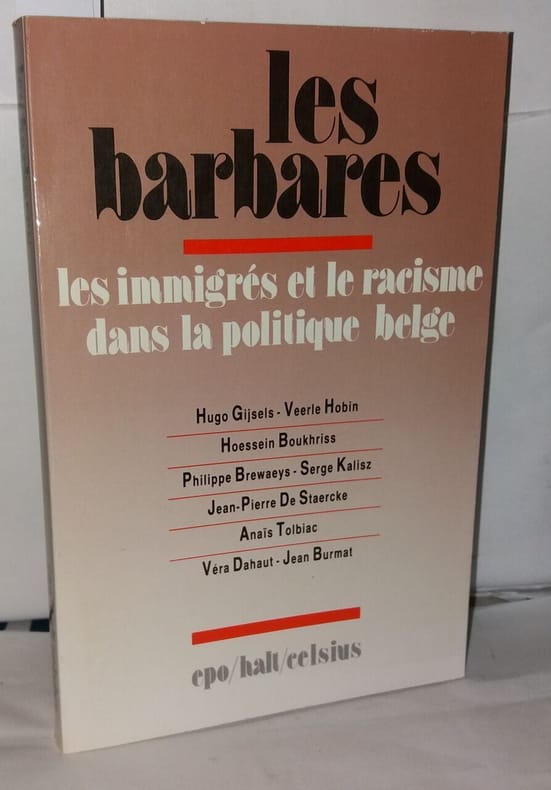 les
barbares
les immigrés et le racisme
dans la politique belge
Hugo Gijsels - Veerle Hobin
Hoessein Boukhriss
Philippe Brewaeys - Serge Kalisz
Jean-Pierre De Staercke
Anaïs Tolbiac
Véra Dahaut - Jean Burmat
epo/halt/celsius